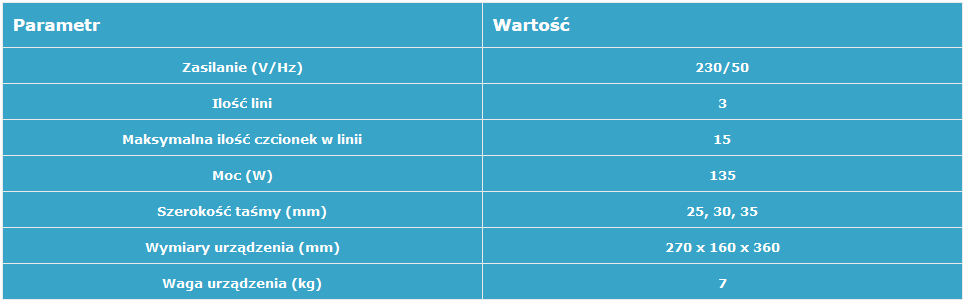 Parametr Wartość
Zasilanie (V/Hz) 230/50
Ilość lini 3
Maksymalna ilość czcionek w linii 15
Moc (W) 135
Szerokość taśmy (mm) 25, 30, 35
Wymiary urządzenia (mm) 270 x 160 x 360
Waga urządzenia (kg) 7